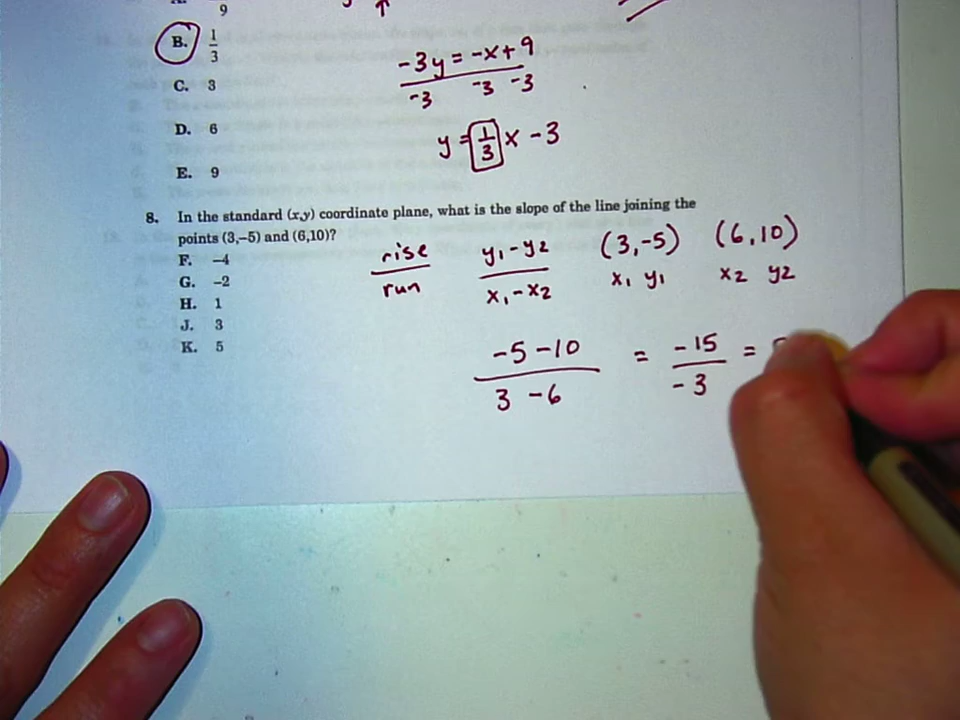 9
B. 1/3
-3y = -x + 9
-3 -3 -3
C. 3
D. 6
y = 1/3 x - 3
E. 9
8. In the standard (x,y) coordinate plane, what is the slope of the line joining the
points (3,–5) and (6,10)?
F. –4
G. –2
H. 1
J. 3
K. 5
rise
run
y1 - y2
x1 - x2
(3,-5) (6,10)
x1 y1 x2 y2
-5 - 10
3 - 6
= -15
-3
=